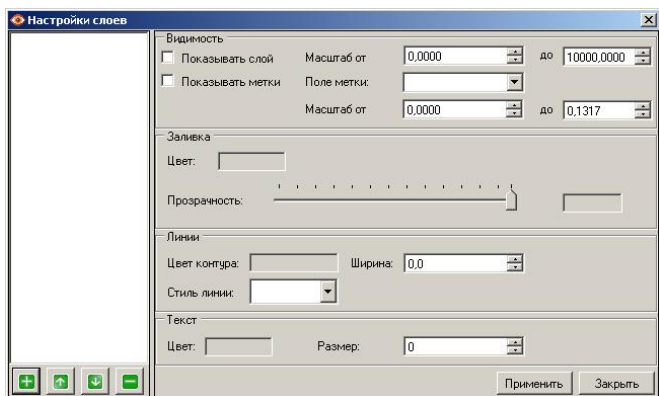 Настройки слоев
Видимость
Показывать слой Масштаб от 0,0000 до 10000,0000
Показывать метки Поле метки:
Масштаб от 0,0000 до 0,1317
Заливка
Цвет:
Прозрачность:
Линии
Цвет контура: Ширина: 0,0
Стиль линии:
Текст
Цвет: Размер: 0
Применить Закрыть